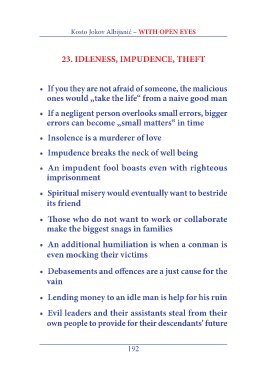 Kosto Jokov Albijanić – WITH OPEN EYES
23. IDLENESS, IMPUDENCE, THEFT
• If you they are not afraid of someone, the malicious
ones would „take the life“ from a naive good man
• If a negligent person overlooks small errors, bigger
errors can become „small matters“ in time
• Insolence is a murderer of love
• Impudence breaks the neck of well being
• An impudent fool boasts even with righteous
imprisonment
• Spiritual misery would eventually want to bestride
its friend
• Those who do not want to work or collaborate
make the biggest snags in families
• An additional humiliation is when a conman is
even mocking their victims
• Debasements and offences are a just cause for the
vain
• Lending money to an idle man is help for his ruin
• Evil leaders and their assistants steal from their
own people to provide for their descendants’ future
192